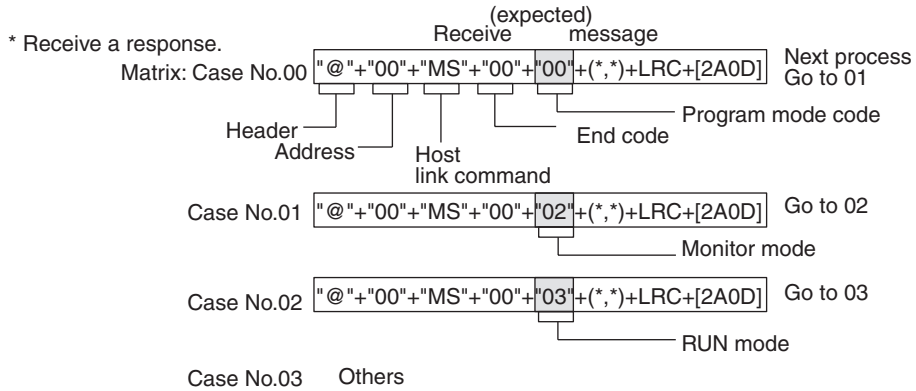 (expected)
Receive message
* Receive a response.
Matrix: Case No.00 "@"+"00"+"MS"+"00"+"00"+(*,*)+LRC+[2A0D] Next process
Go to 01
Program mode code
Header End code
Address Host
link command
Case No.01 "@"+"00"+"MS"+"00"+"02"+(*,*)+LRC+[2A0D] Go to 02
Monitor mode
Case No.02 "@"+"00"+"MS"+"00"+"03"+(*,*)+LRC+[2A0D] Go to 03
RUN mode
Case No.03 Others